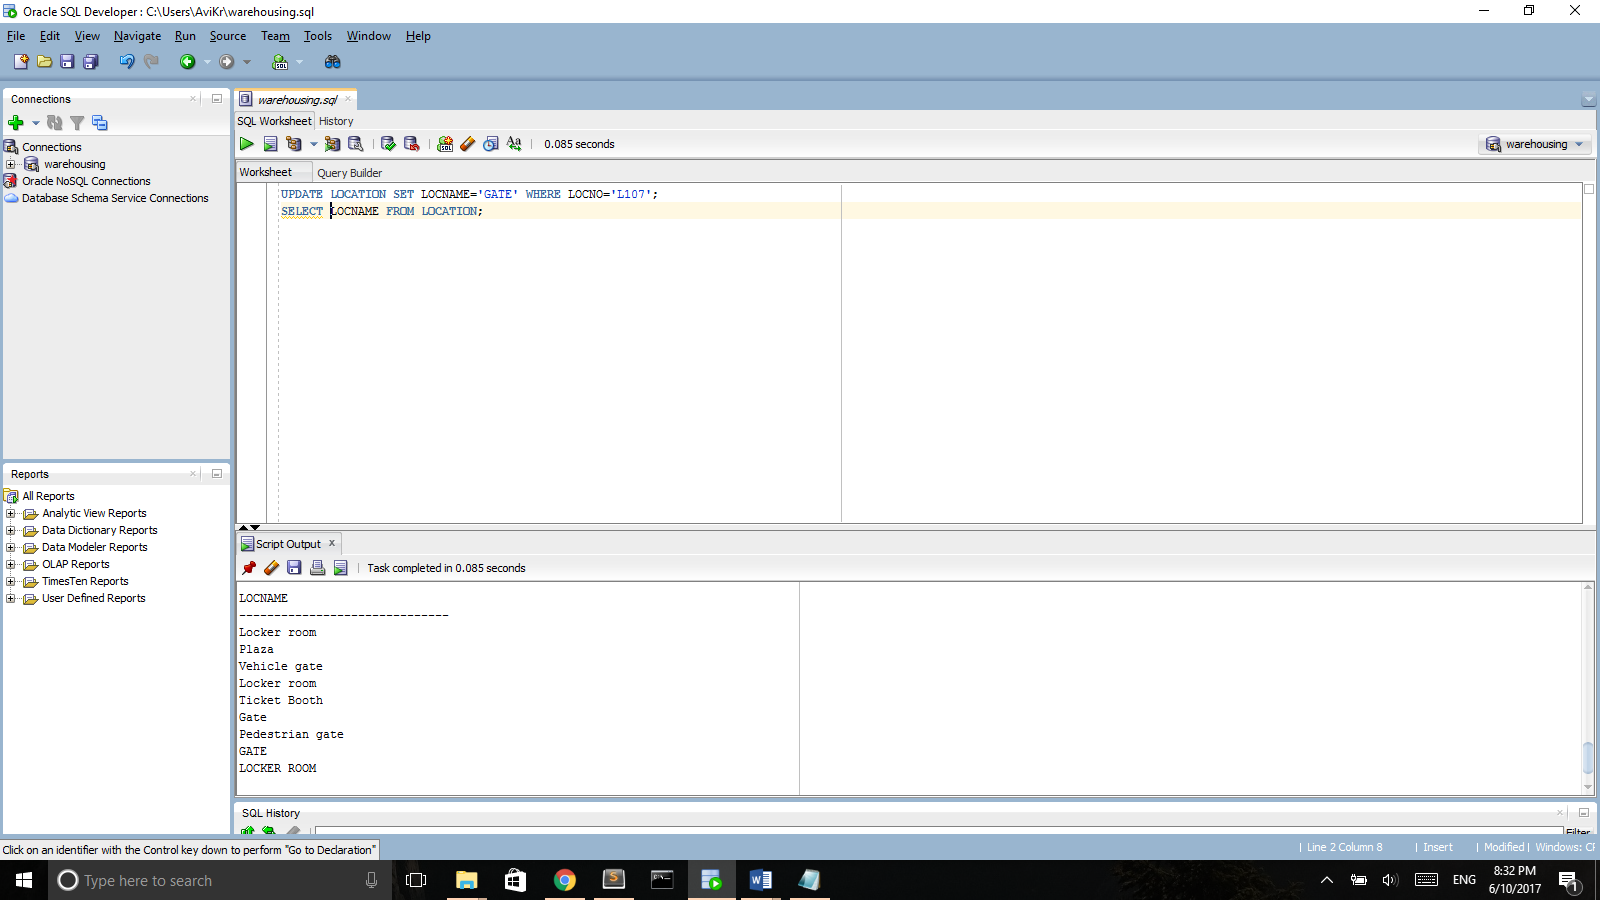 Oracle SQL Developer : C:\Users\AviKr\warehousing.sql
File Edit View Navigate Run Source Team Tools Window Help
Connections
Connections
warehousing
Oracle NoSQL Connections
Database Schema Service Connections
Reports
All Reports
Analytic View Reports
Data Dictionary Reports
Data Modeler Reports
OLAP Reports
TimesTen Reports
User Defined Reports
warehousing.sql
SQL Worksheet History
0.085 seconds
warehousing
Worksheet Query Builder
UPDATE LOCATION SET LOCNAME='GATE' WHERE LOCNO='L107';
SELECT LOCNAME FROM LOCATION;
Script Output
Task completed in 0.085 seconds
LOCNAME
------------------------------
Locker room
Plaza
Vehicle gate
Locker room
Ticket Booth
Gate
Pedestrian gate
GATE
LOCKER ROOM
SQL History
Filter
Click on an identifier with the Control key down to perform "Go to Declaration"
| Line 2 Column 8 | Insert | Modified | Windows: CF
Type here to search
ENG
8:32 PM
6/10/2017
1